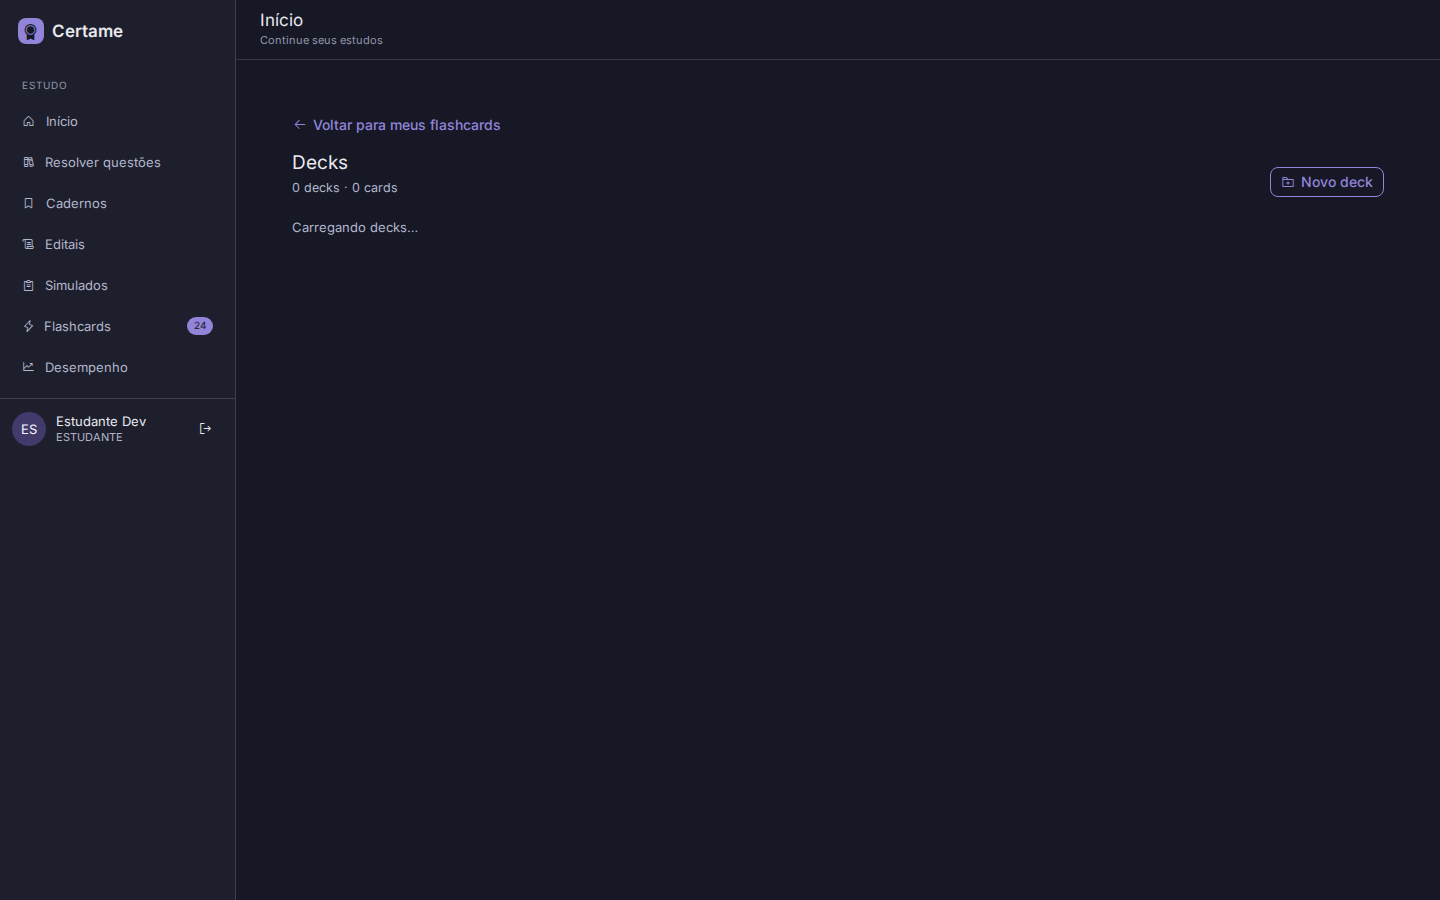 Certame
ESTUDO
Início
Resolver questões
Cadernos
Editais
Simulados
Flashcards 24
Desempenho
ES
Estudante Dev
ESTUDANTE
Início
Continue seus estudos
← Voltar para meus flashcards
Decks
0 decks · 0 cards
Novo deck
Carregando decks...